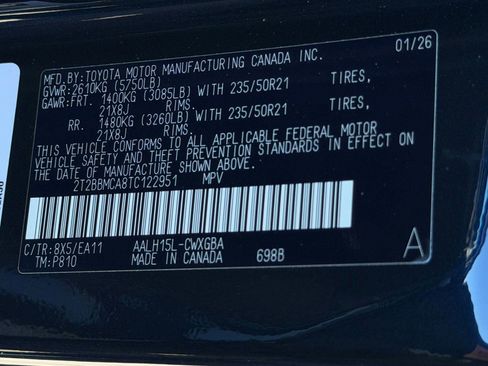 MFD. BY: TOYOTA MOTOR MANUFACTURING CANADA INC. 01/26
GVWR: 2610KG (5750LB)
GAWR: FRT. 1400KG (3085LB) WITH 235/50R21 TIRES,
21X8J RIMS.
RR. 1480KG (3260LB) WITH 235/50R21 TIRES,
21X8J RIMS.
THIS VEHICLE CONFORMS TO ALL APPLICABLE FEDERAL MOTOR
VEHICLE SAFETY AND THEFT PREVENTION STANDARDS IN EFFECT ON
THE DATE OF MANUFACTURE SHOWN ABOVE.
2T2BBMCA8TC122951 MPV
C/TR: 8X5/EA11 AALH15L-CWXGBA A
TM: P810 MADE IN CANADA 698B